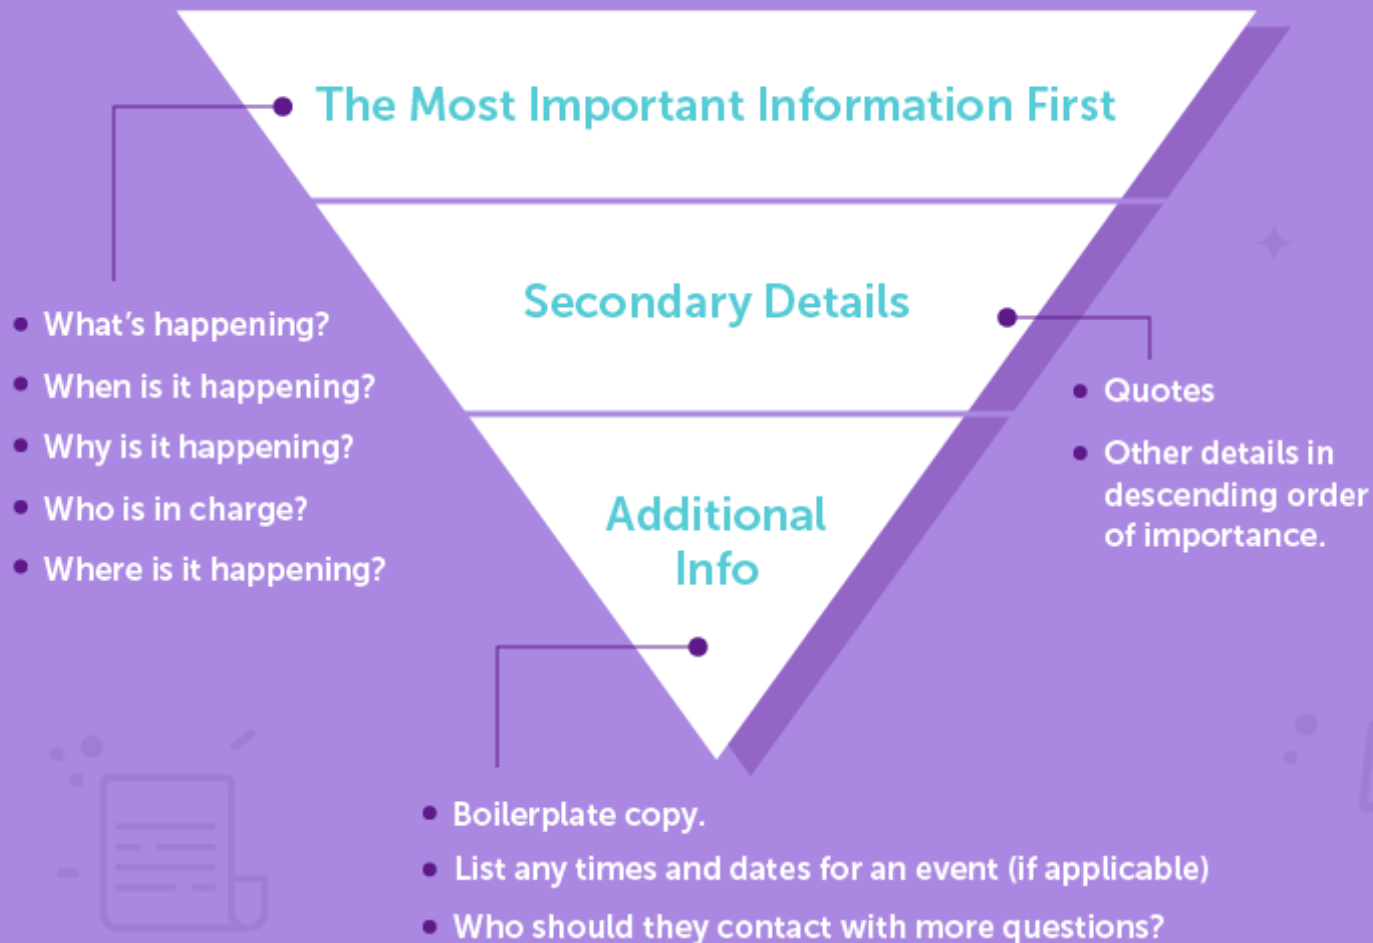 The Most Important Information First
What's happening?
When is it happening?
Why is it happening?
Who is in charge?
Where is it happening?
Secondary Details
Quotes
Other details in
descending order
of importance.
Additional
Info
Boilerplate copy.
List any times and dates for an event (if applicable)
Who should they contact with more questions?